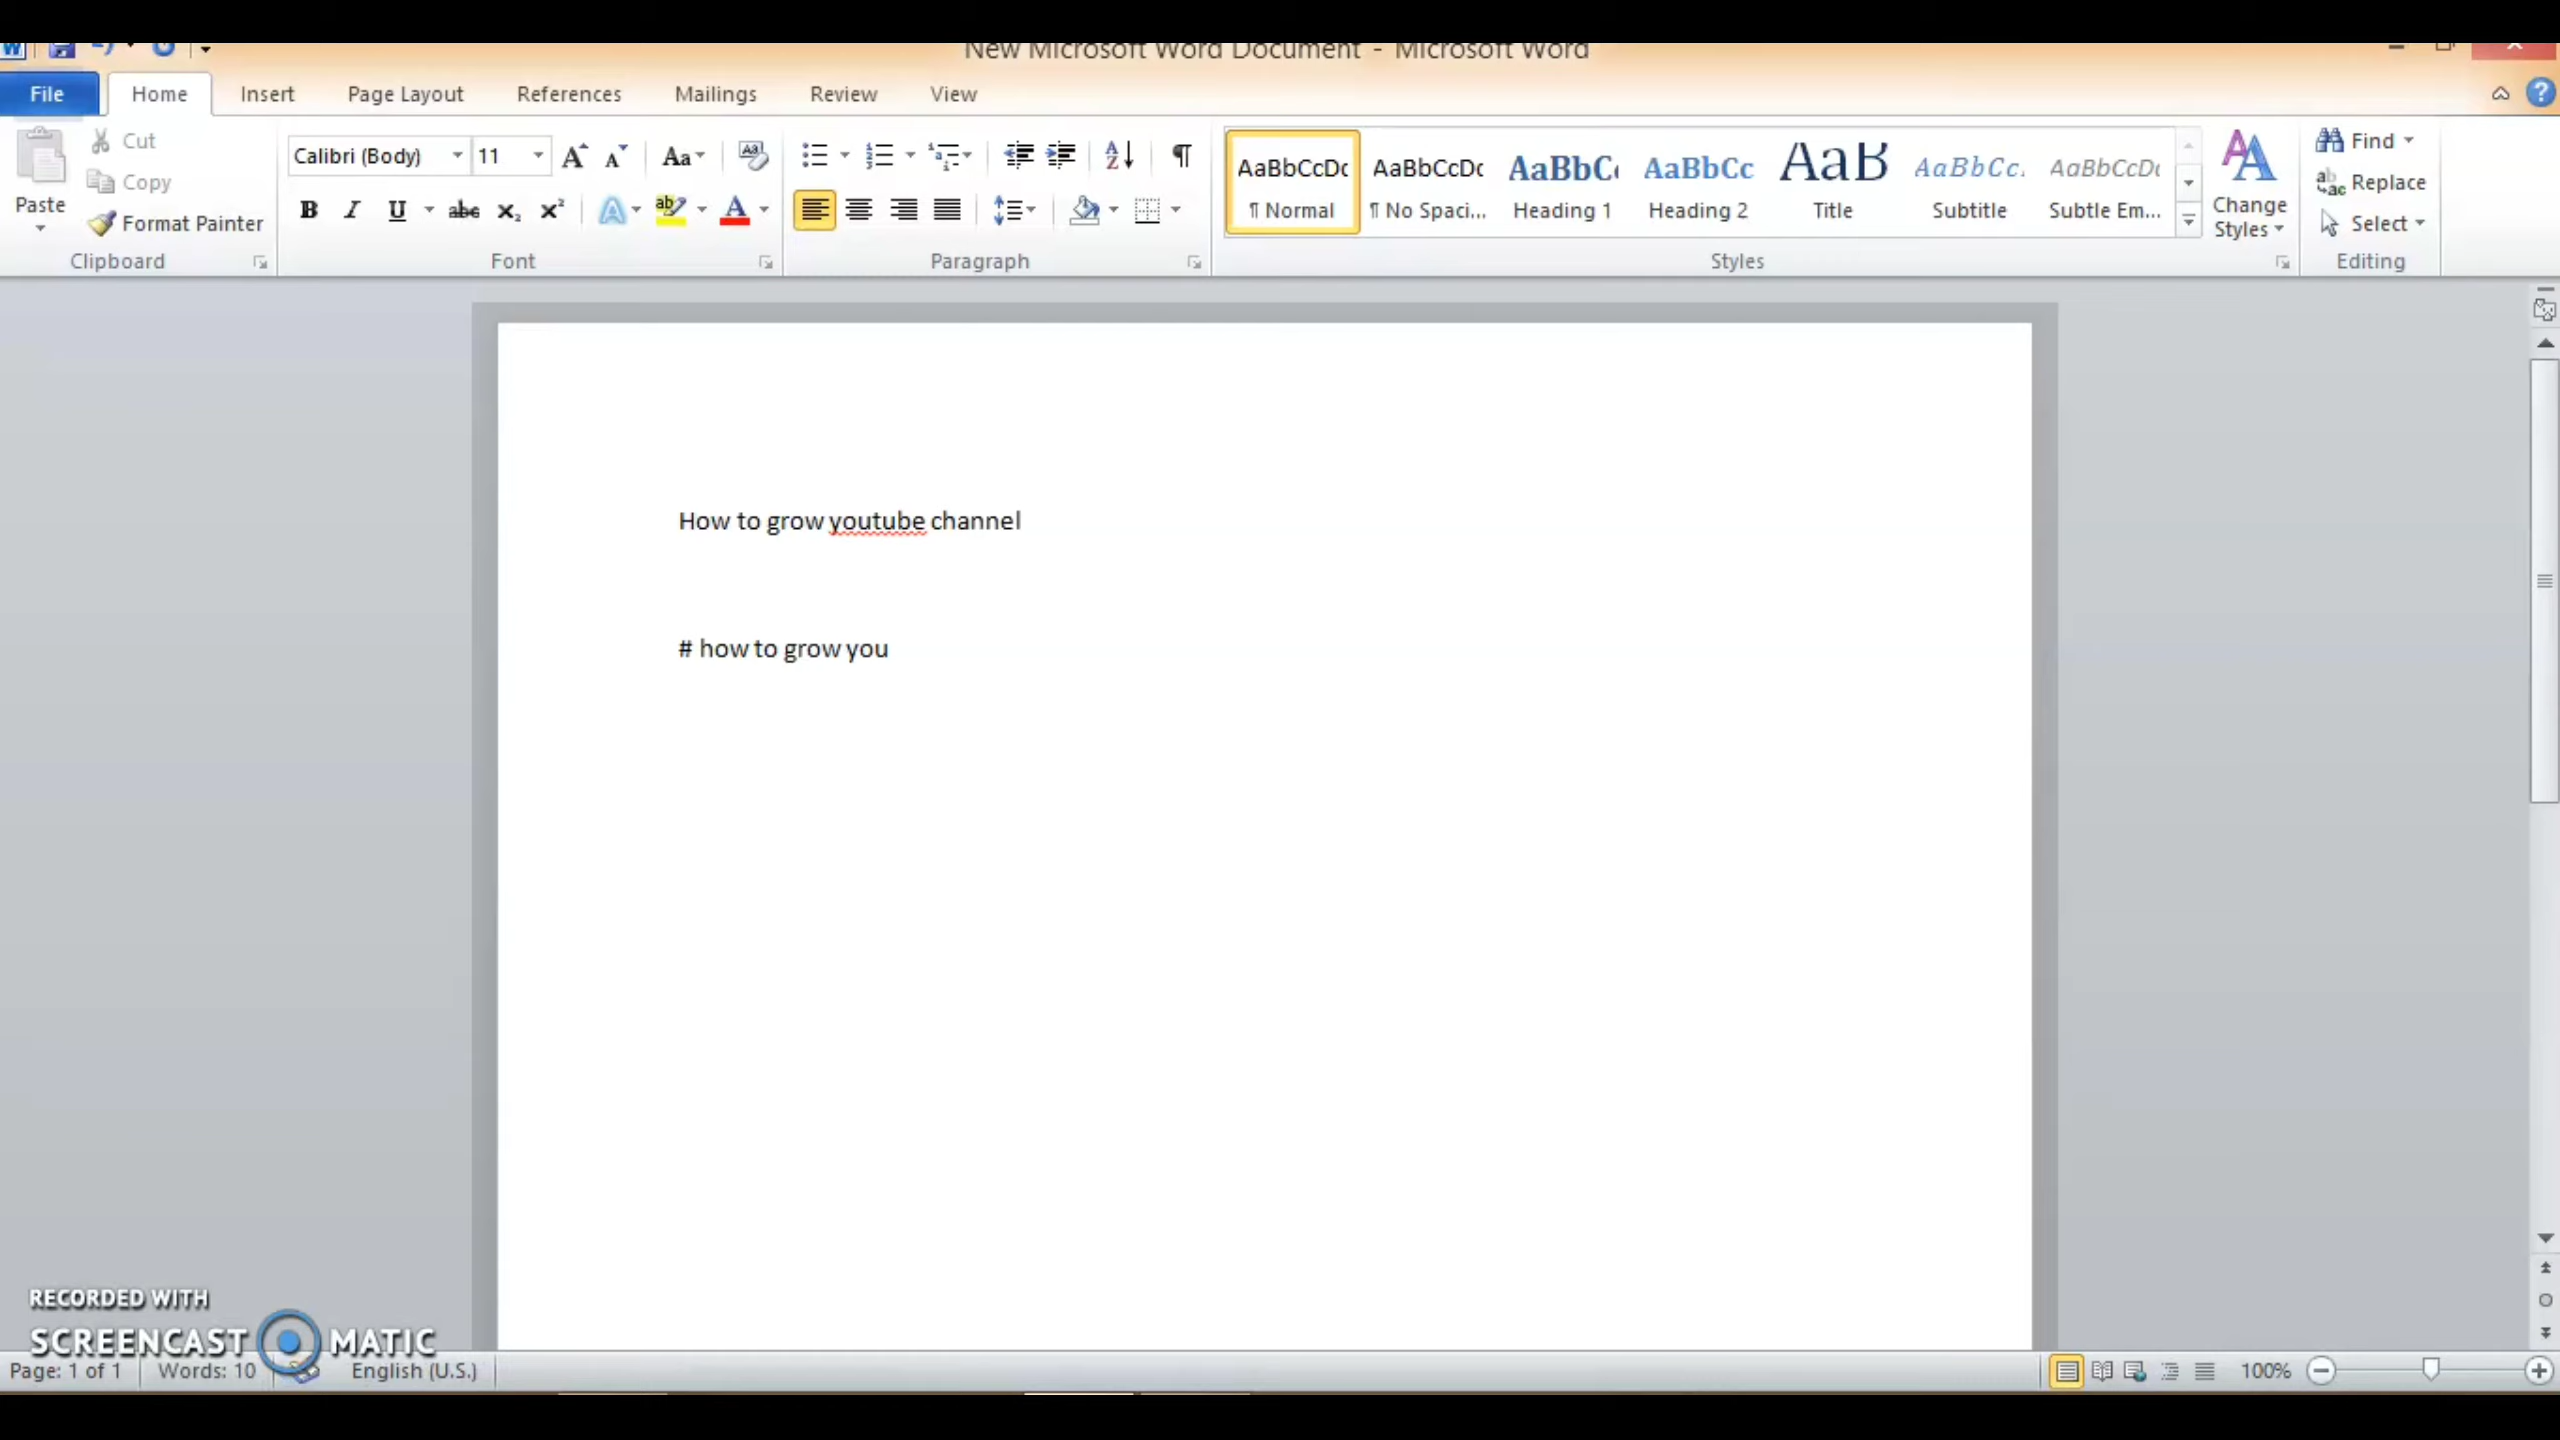 New Microsoft Word Document - Microsoft Word
File Home Insert Page Layout References Mailings Review View
Paste
Cut
Copy
Format Painter
Clipboard
Calibri (Body) 11
Font
Paragraph
AaBbCcDc AaBbCcDc AaBbC AaBbCc AaB AaBbCc. AaBbCcDc
¶ Normal ¶ No Spaci... Heading 1 Heading 2 Title Subtitle Subtle Em...
Change
Styles
Styles
Find
Replace
Select
Editing
How to grow youtube channel
# how to grow you
RECORDED WITH
SCREENCAST MATIC
Page: 1 of 1 Words: 10 English (U.S.) 100%